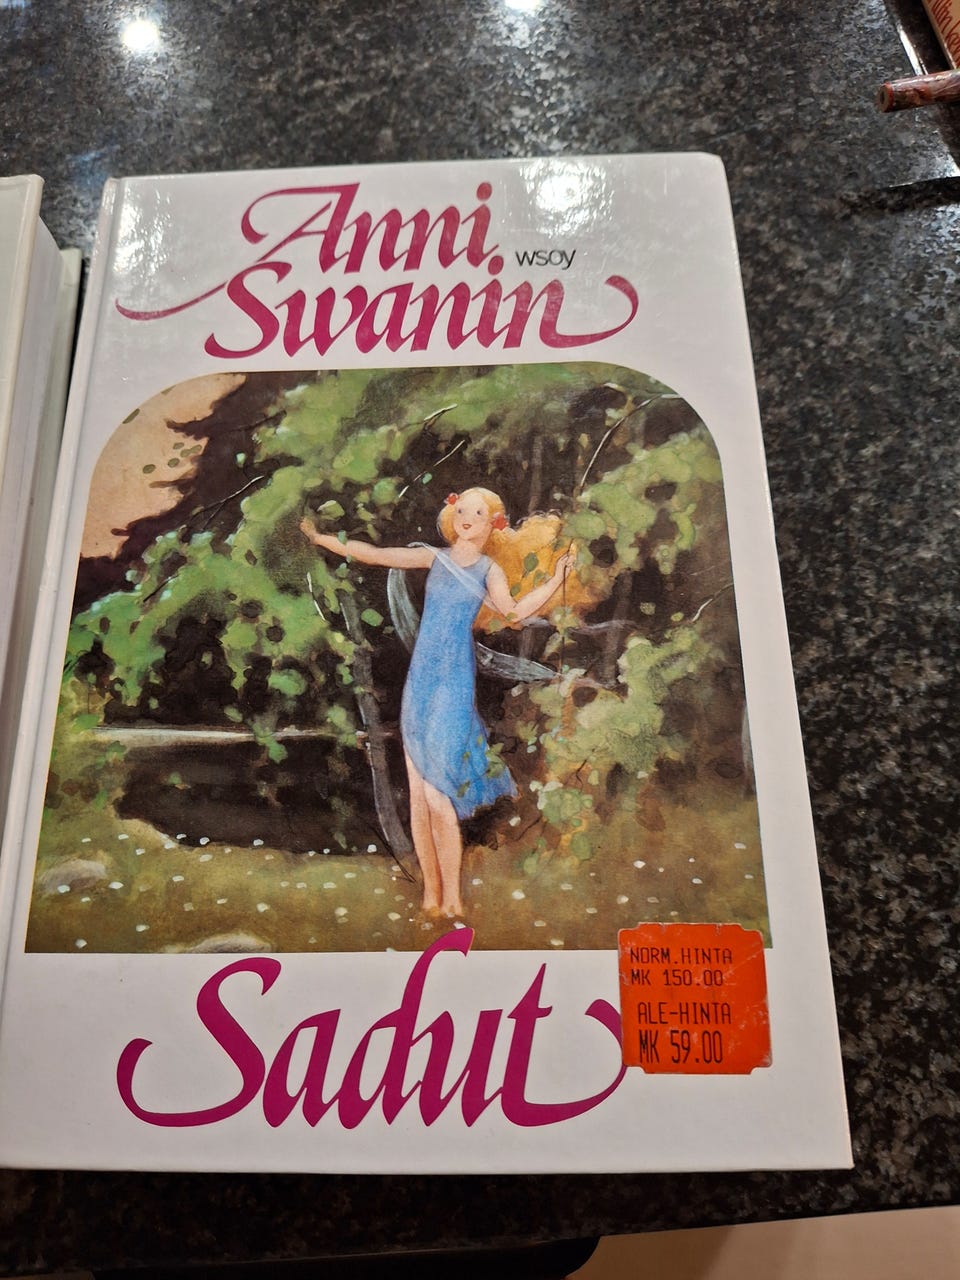 Anni
wsoy
Swanin
Sadut
NORM.HINTA
MK 150.00
ALE-HINTA
MK 59.00